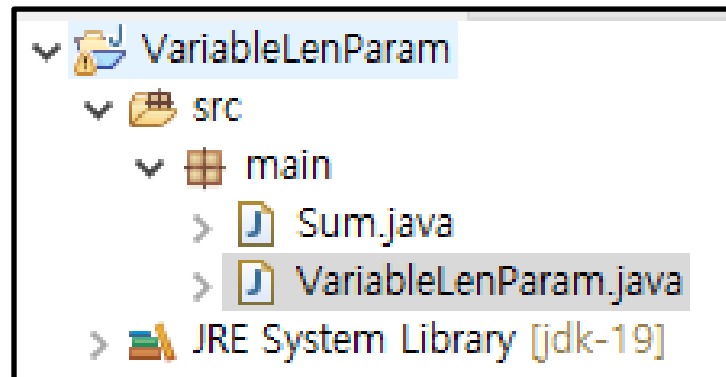 VariableLenParam
src
main
Sum.java
VariableLenParam.java
JRE System Library [jdk-19]